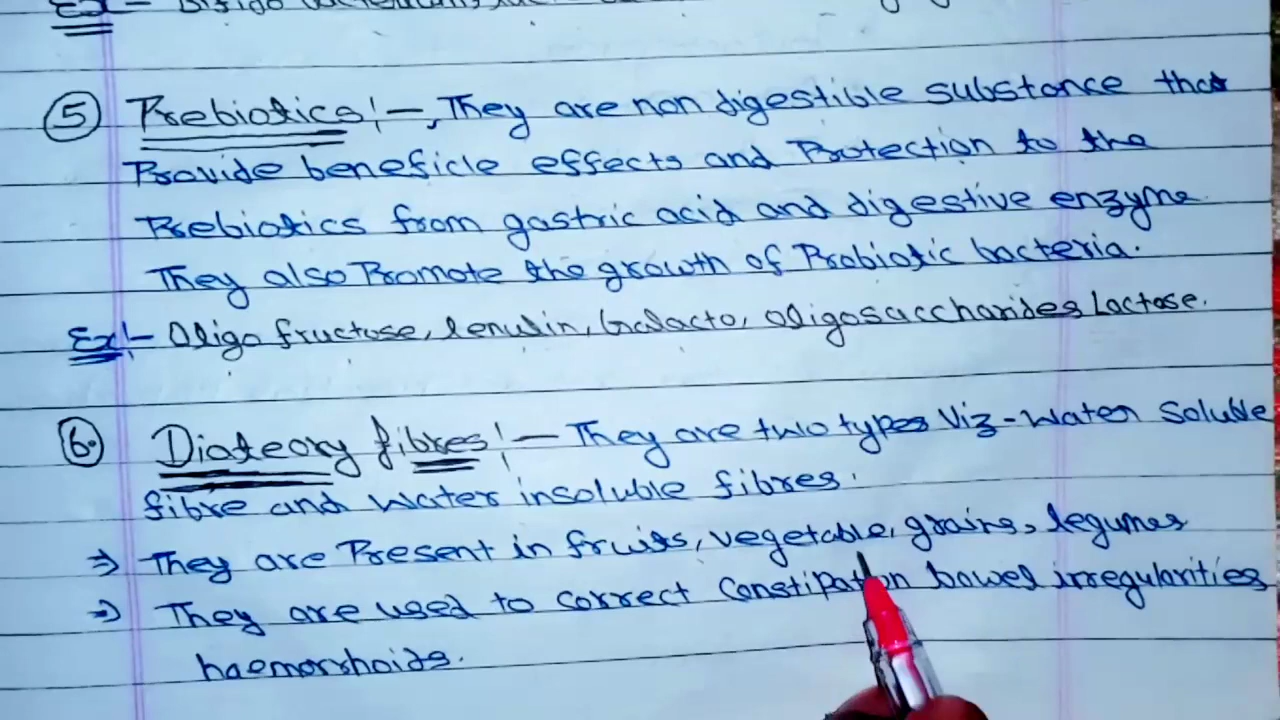 Ex -
⑤ Prebiotics!-, They are non digestible substance that
Provide beneficle effects and Protection to the
Prebiotics from gastric acid and digestive enzyme.
They also Promote the growth of Probiotic bacteria.
Ex!- Oligo fructose, Ienulin, Galacto, Oligosaccharides Lactose.
⑥ Diateory fibres!- They are two types Viz-Water Soluble
fibre and Water insoluble fibres.
⇒ They are Present in fruits, vegetable, grains, legumes
⇒ They are used to correct Constipation bowel irregularities
haemorrhoids.